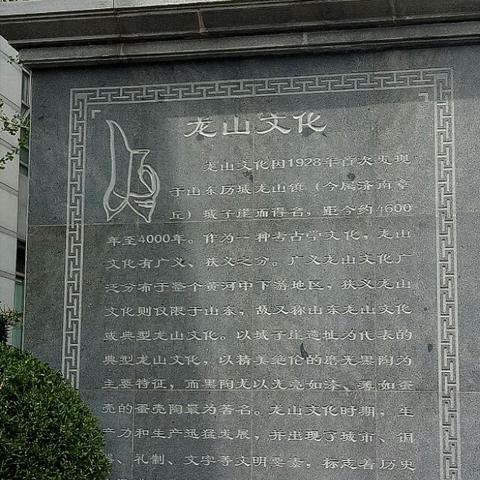 龙山文化
龙山文化因1928年首次发现
于山东历城龙山镇（今属济南章
丘）城子崖而得名，距今约4600
年至4000年。作为一种考古学文化，龙山
文化有广义、狭义之分。广义龙山文化广
泛分布于整个黄河中下游地区，狭义龙山
文化则仅限于山东，故又称山东龙山文化
或典型龙山文化。以城子崖遗址为代表的
典型龙山文化，以精美绝伦的磨光黑陶为
主要特征，而黑陶尤以光亮如漆、薄如蛋
壳的蛋壳陶最为著名。龙山文化时期，生
产力和生产迅猛发展，并出现了城市、铜
器、礼制、文字等文明要素，标志着历史